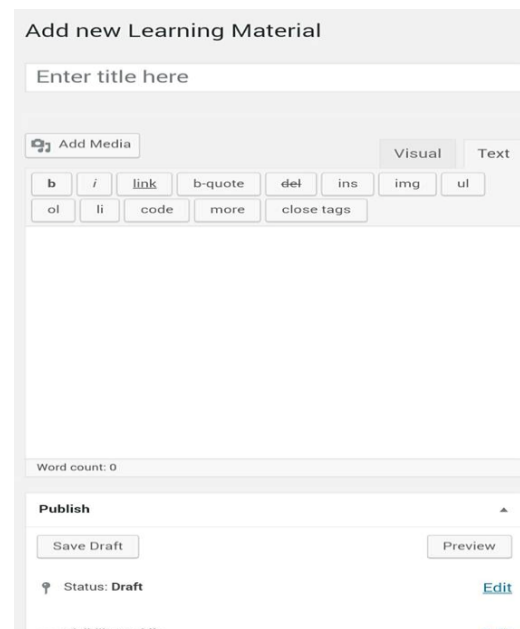 Add new Learning Material
Enter title here
Add Media
Visual Text
b i link b-quote del ins img ul
ol li code more close tags
Word count: 0
Publish
Save Draft Preview
Status: Draft Edit